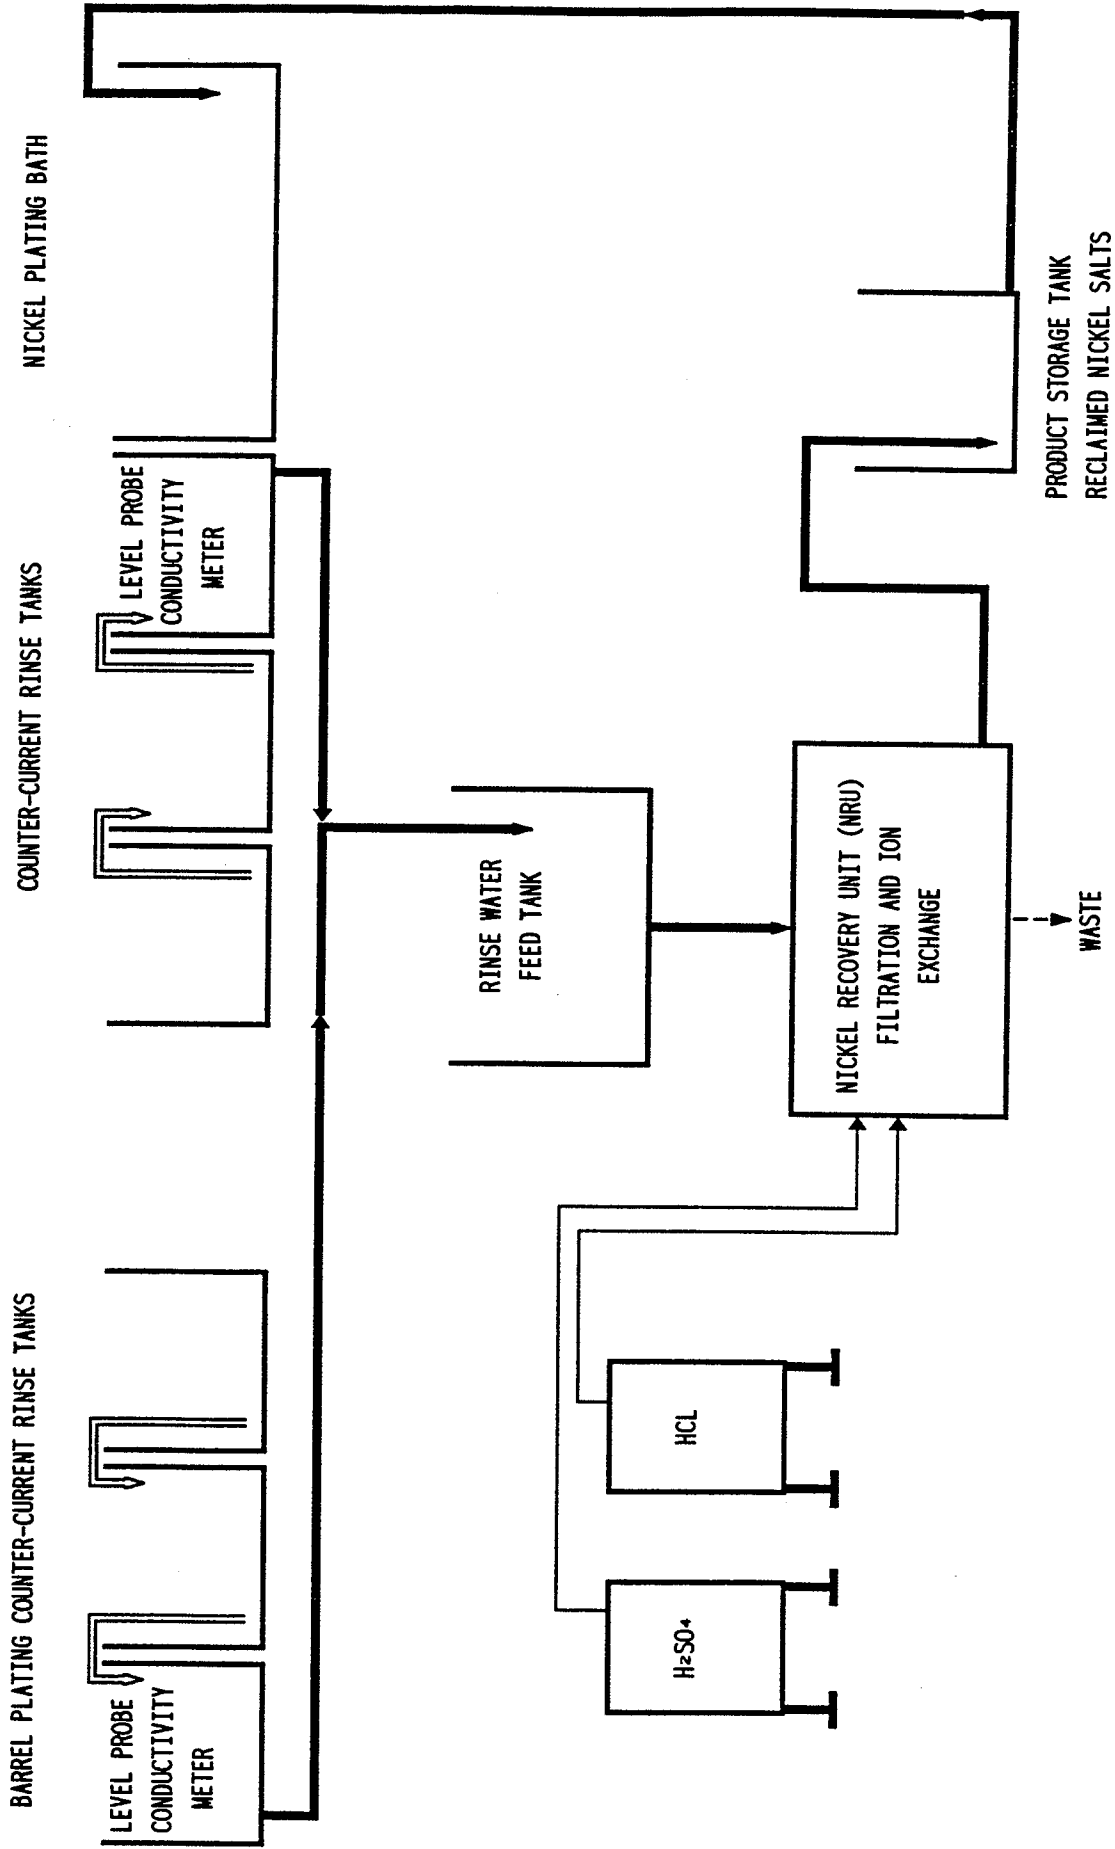 BARREL PLATING COUNTER-CURRENT RINSE TANKS
COUNTER-CURRENT RINSE TANKS
NICKEL PLATING BATH
LEVEL PROBE
CONDUCTIVITY
METER
LEVEL PROBE
CONDUCTIVITY
METER
RINSE WATER
FEED TANK
H₂SO₄
HCL
NICKEL RECOVERY UNIT (NRU)
FILTRATION AND ION
EXCHANGE
WASTE
PRODUCT STORAGE TANK
RECLAIMED NICKEL SALTS